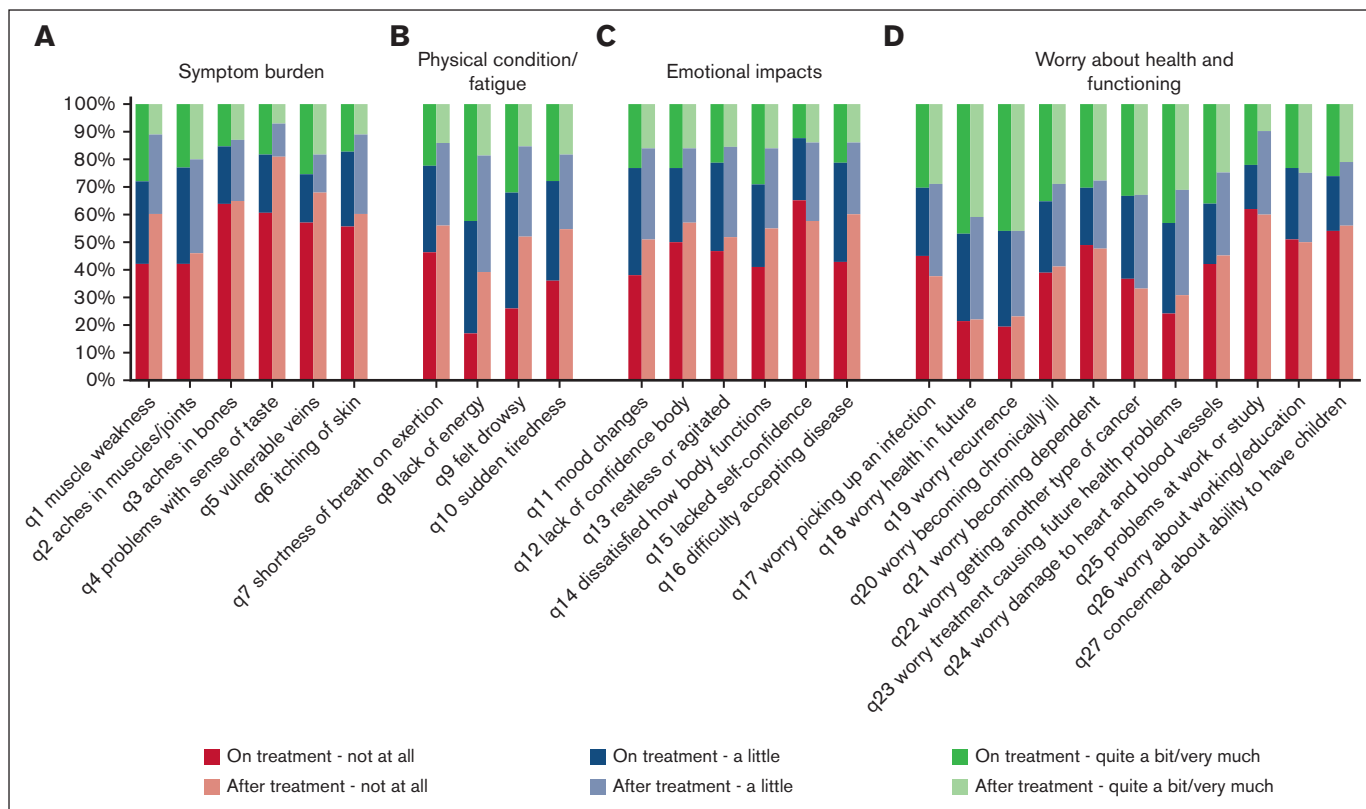 A
B
C
D
Symptom burden
Physical condition/
fatigue
Emotional impacts
Worry about health and
functioning
100%
90%
80%
70%
60%
50%
40%
30%
20%
10%
0%
q1 muscle weakness
q2 aches in muscles/joints
q3 aches in bones
q4 problems with sense of taste
q5 vulnerable veins
q6 itching of skin
q7 shortness of breath on exertion
q8 lack of energy
q9 felt drowsy
q10 sudden tiredness
q11 mood changes
q12 lack of confidence body
q13 restless or agitated
q14 dissatisfied how body functions
q15 lacked self-confidence
q16 difficulty accepting disease
q17 worry picking up an infection
q18 worry health in future
q19 worry recurrence
q20 worry becoming chronically ill
q21 worry becoming dependent
q22 worry getting another type of cancer
q23 worry treatment causing future health problems
q24 worry damage to heart and blood vessels
q25 problems at work or study
q26 worry about working/education
q27 concerned about ability to have children
On treatment - not at all
On treatment - a little
On treatment - quite a bit/very much
After treatment - not at all
After treatment - a little
After treatment - quite a bit/very much